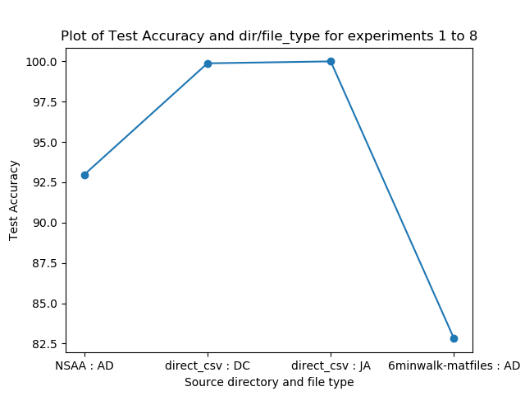 Plot of Test Accuracy and dir/file_type for experiments 1 to 8
100.0
97.5
95.0
92.5
90.0
87.5
85.0
82.5
Test Accuracy
NSAA : AD direct_csv : DC direct_csv : JA 6minwalk-matfiles : AD
Source directory and file type